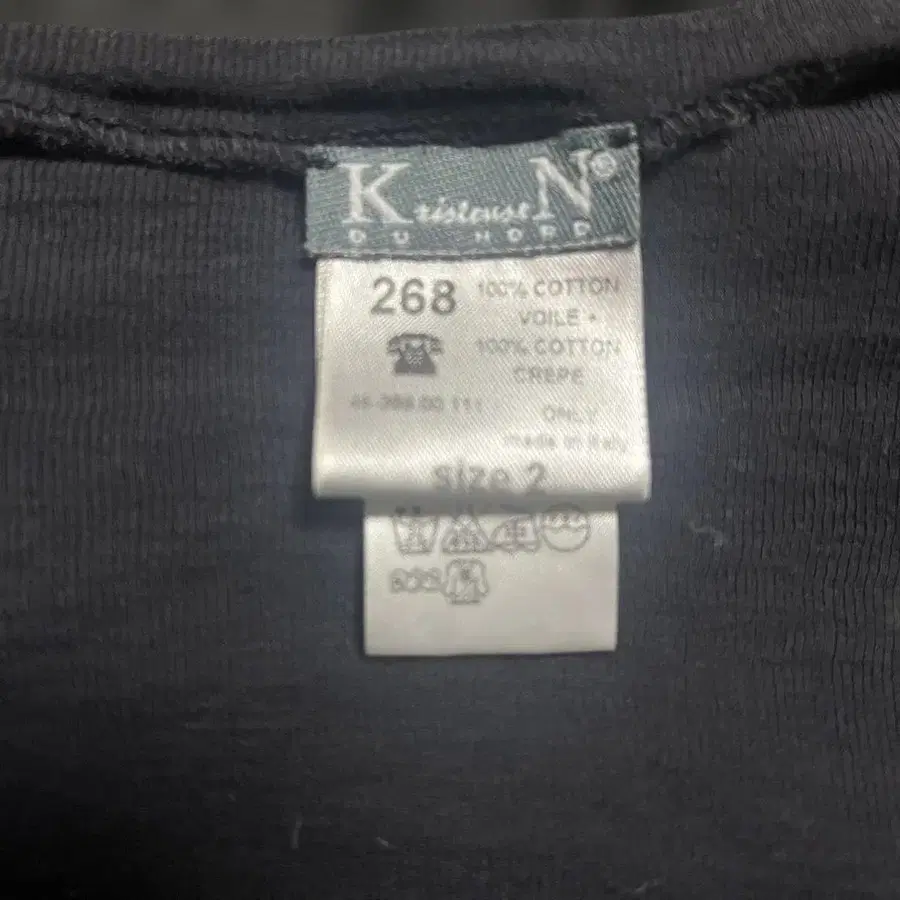 KristenseN®
DU NORD
268
100% COTTON
VOILE +
100% COTTON
CREPE
ONLY
made in Italy
size 2